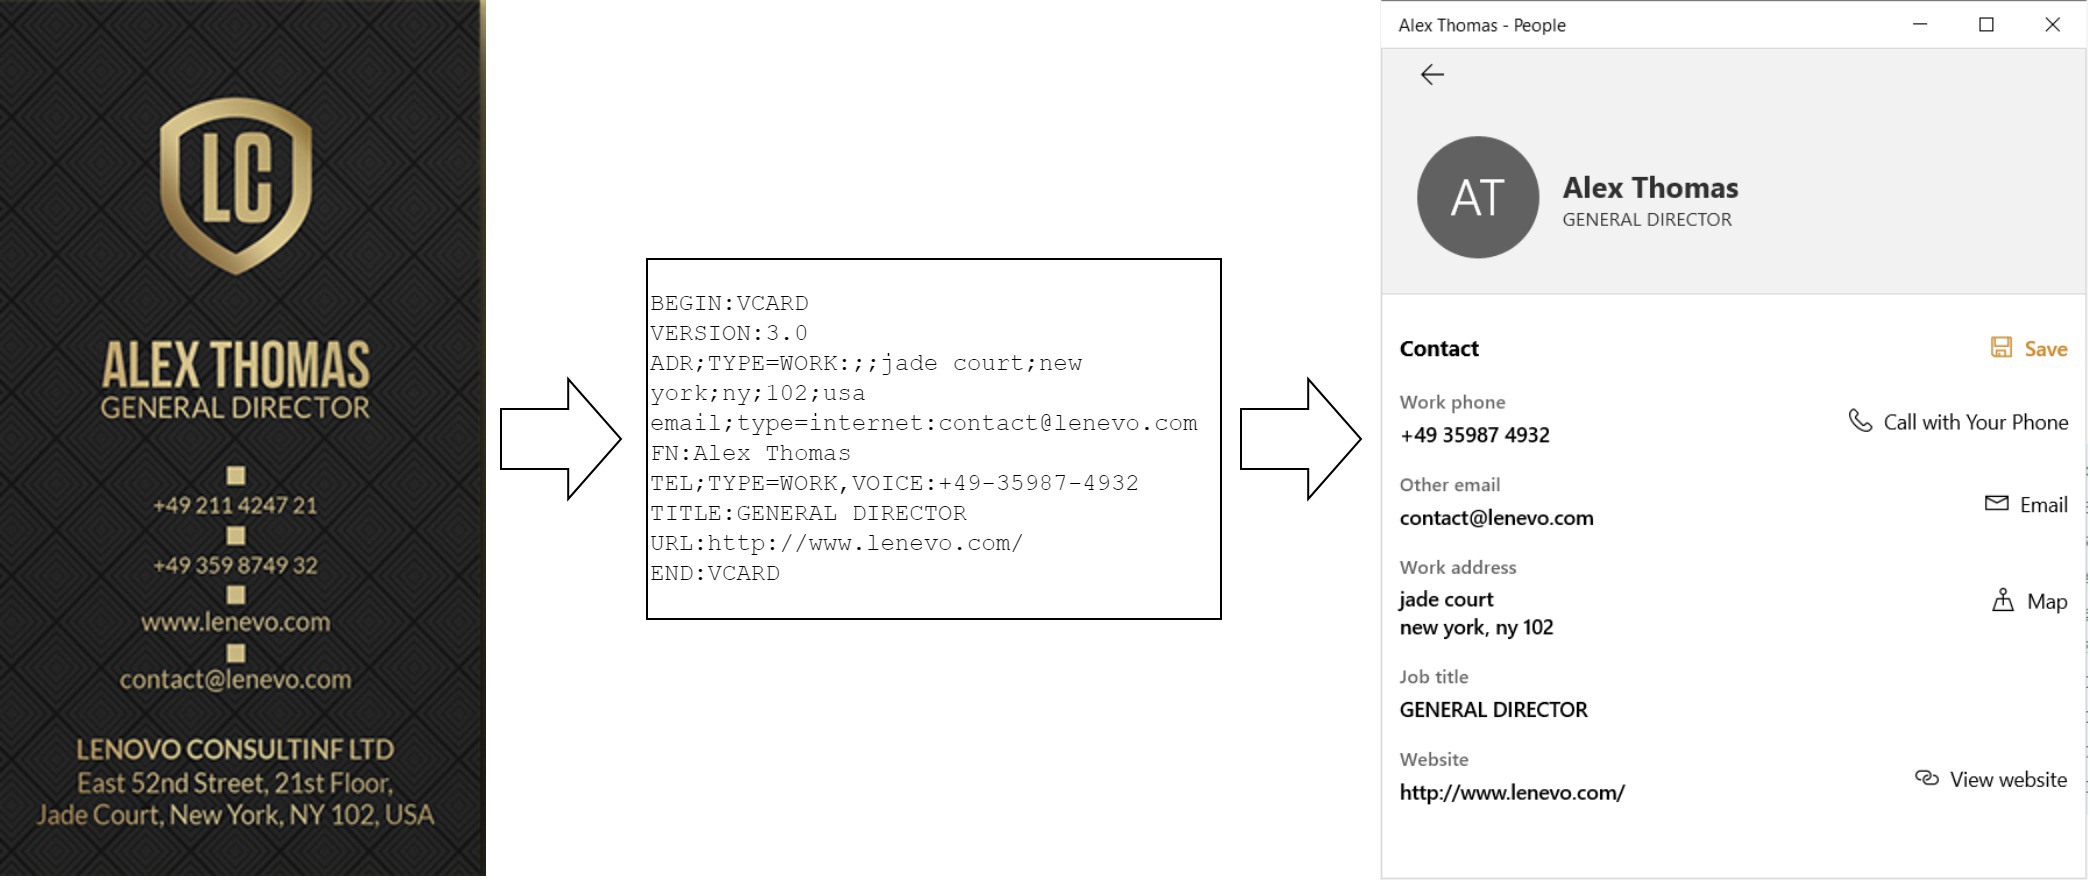 LC
ALEX THOMAS
GENERAL DIRECTOR
+49 211 4247 21
+49 359 8749 32
www.lenevo.com
contact@lenevo.com
LENOVO CONSULTINF LTD
East 52nd Street, 21st Floor,
Jade Court, New York, NY 102, USA
BEGIN:VCARD
VERSION:3.0
ADR;TYPE=WORK:;;jade court;new
york;ny;102;usa
email;type=internet:contact@lenevo.com
FN:Alex Thomas
TEL;TYPE=WORK,VOICE:+49-35987-4932
TITLE:GENERAL DIRECTOR
URL:http://www.lenevo.com/
END:VCARD
Alex Thomas - People
AT
Alex Thomas
GENERAL DIRECTOR
Contact
Save
Work phone
+49 35987 4932
Call with Your Phone
Other email
contact@lenevo.com
Email
Work address
jade court
new york, ny 102
Map
Job title
GENERAL DIRECTOR
Website
http://www.lenevo.com/
View website